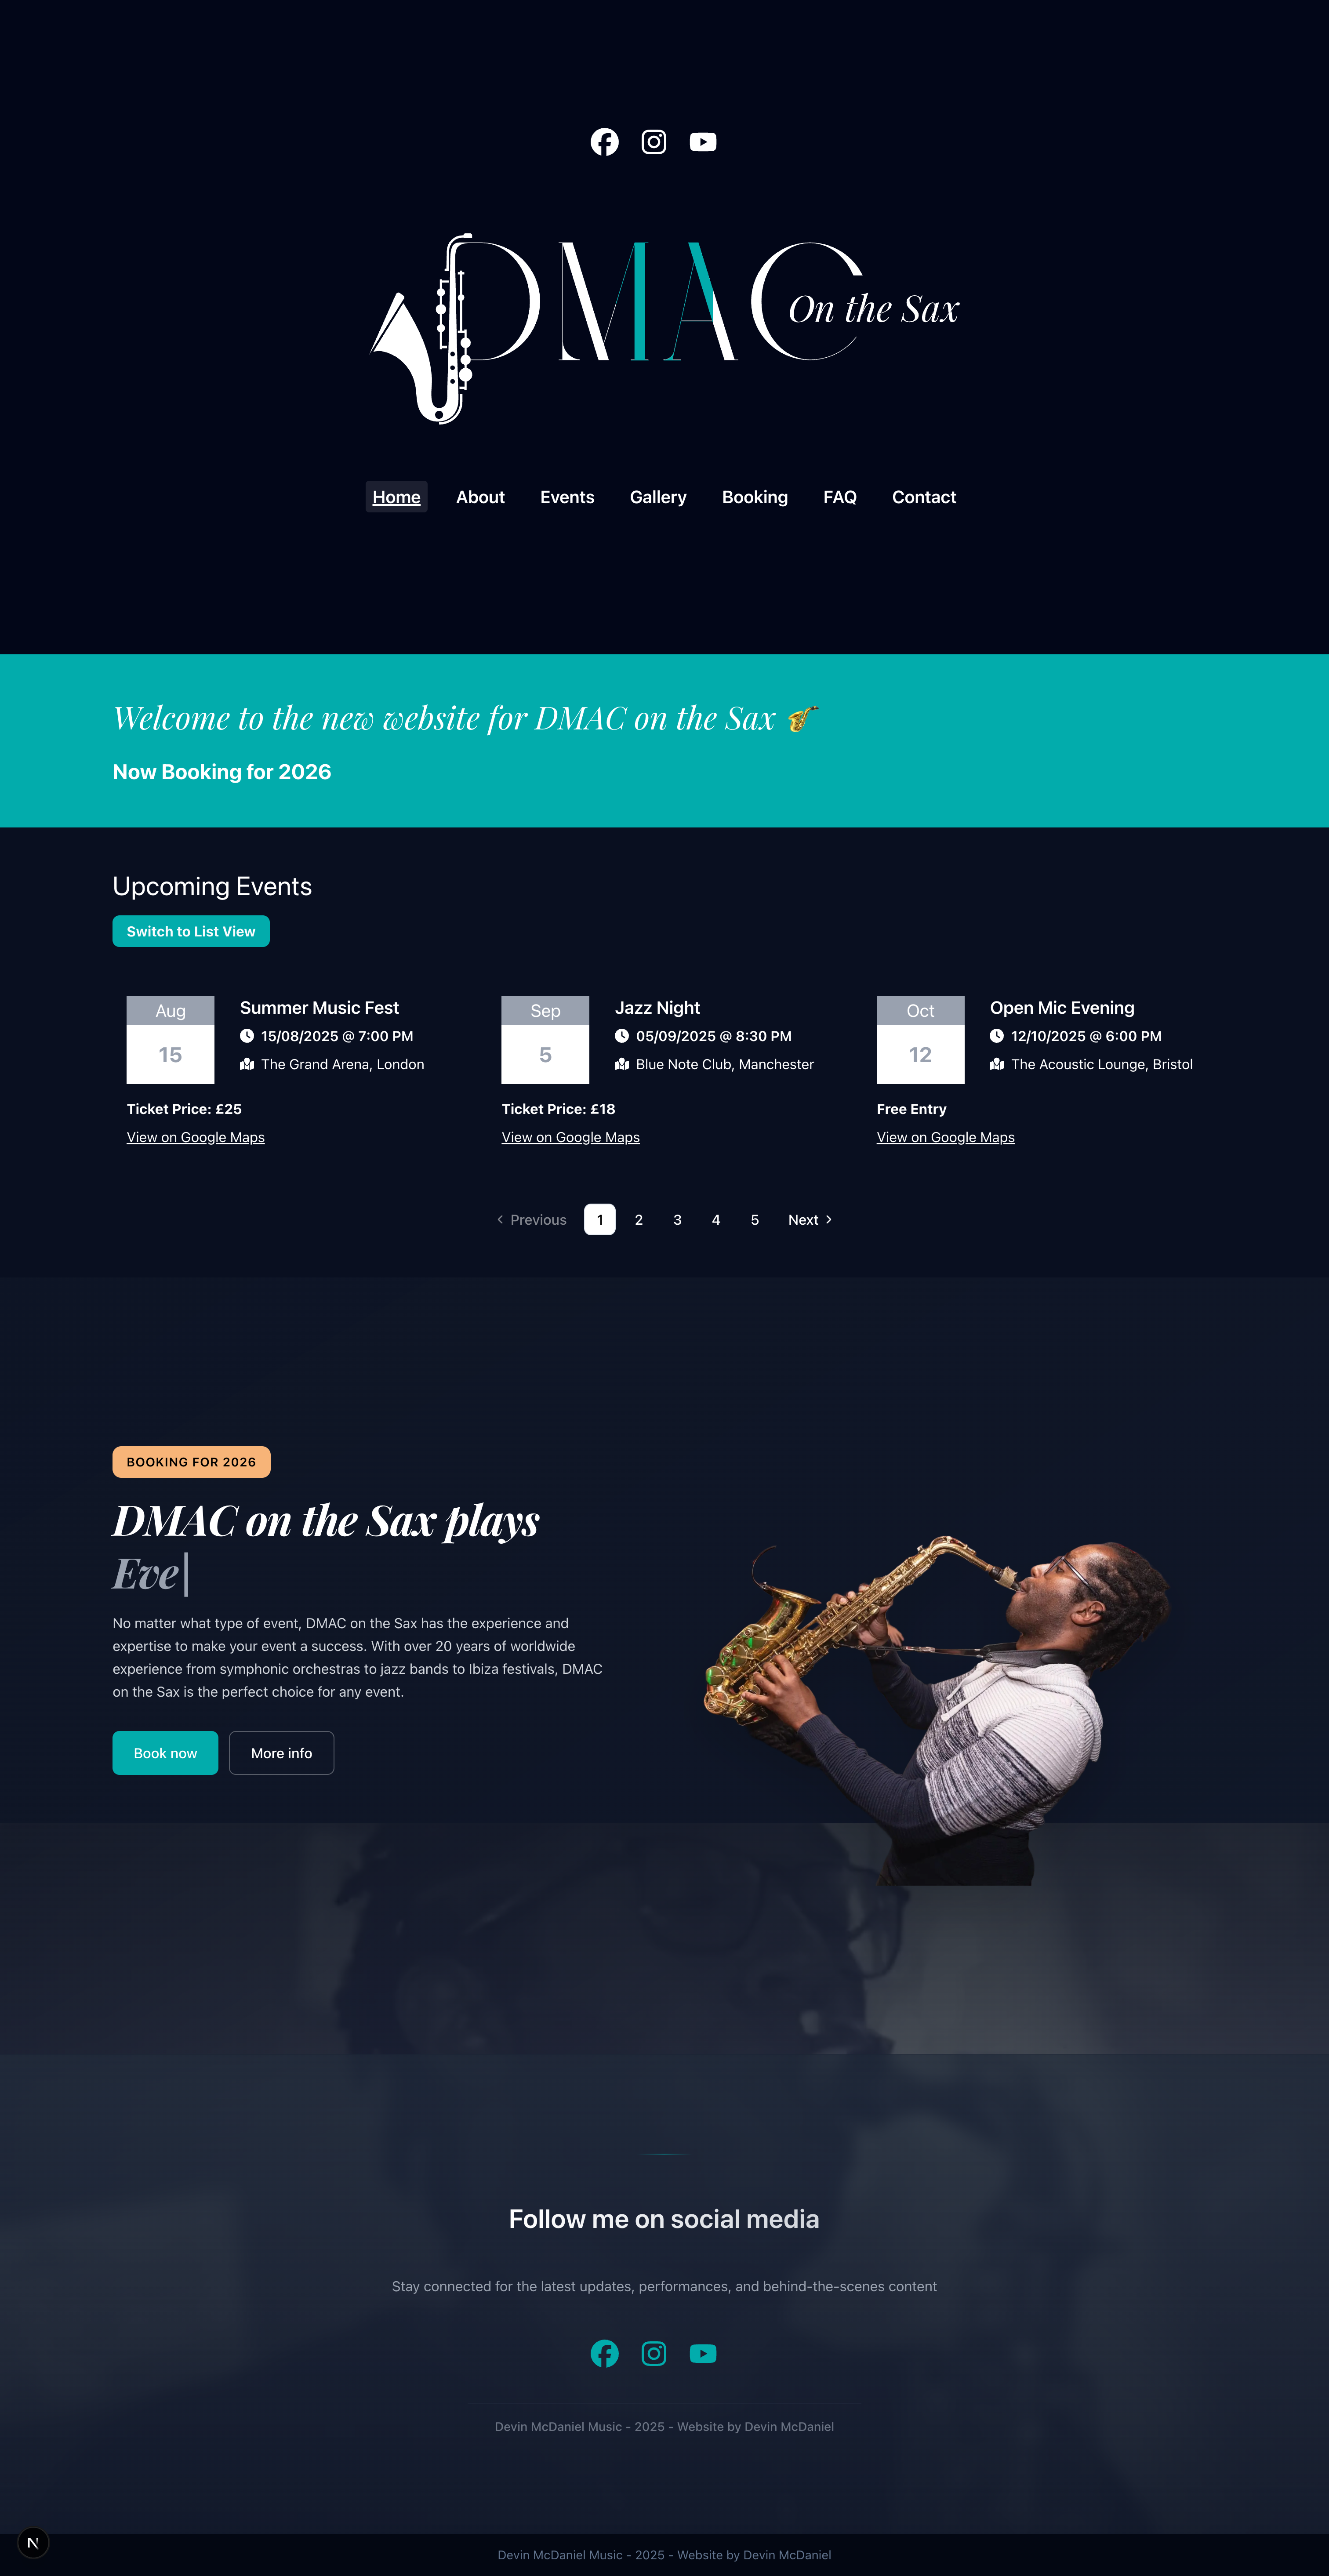 DMAC
On the Sax
Home About Events Gallery Booking FAQ Contact
Welcome to the new website for DMAC on the Sax 🎷
Now Booking for 2026
Upcoming Events
Switch to List View
Aug
15
Summer Music Fest
15/08/2025 @ 7:00 PM
The Grand Arena, London
Ticket Price: £25
View on Google Maps
Sep
5
Jazz Night
05/09/2025 @ 8:30 PM
Blue Note Club, Manchester
Ticket Price: £18
View on Google Maps
Oct
12
Open Mic Evening
12/10/2025 @ 6:00 PM
The Acoustic Lounge, Bristol
Free Entry
View on Google Maps
Previous 1 2 3 4 5 Next
BOOKING FOR 2026
DMAC on the Sax plays
Eve|
No matter what type of event, DMAC on the Sax has the experience and
expertise to make your event a success. With over 20 years of worldwide
experience from symphonic orchestras to jazz bands to Ibiza festivals, DMAC
on the Sax is the perfect choice for any event.
Book now More info
Follow me on social media
Stay connected for the latest updates, performances, and behind-the-scenes content
Devin McDaniel Music - 2025 - Website by Devin McDaniel
N
Devin McDaniel Music - 2025 - Website by Devin McDaniel